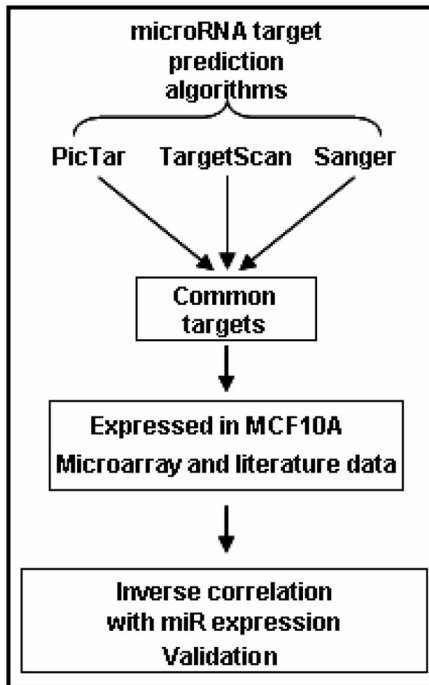 microRNA target
prediction
algorithms
PicTar TargetScan Sanger
Common
targets
Expressed in MCF10A
Microarray and literature data
Inverse correlation
with miR expression
Validation